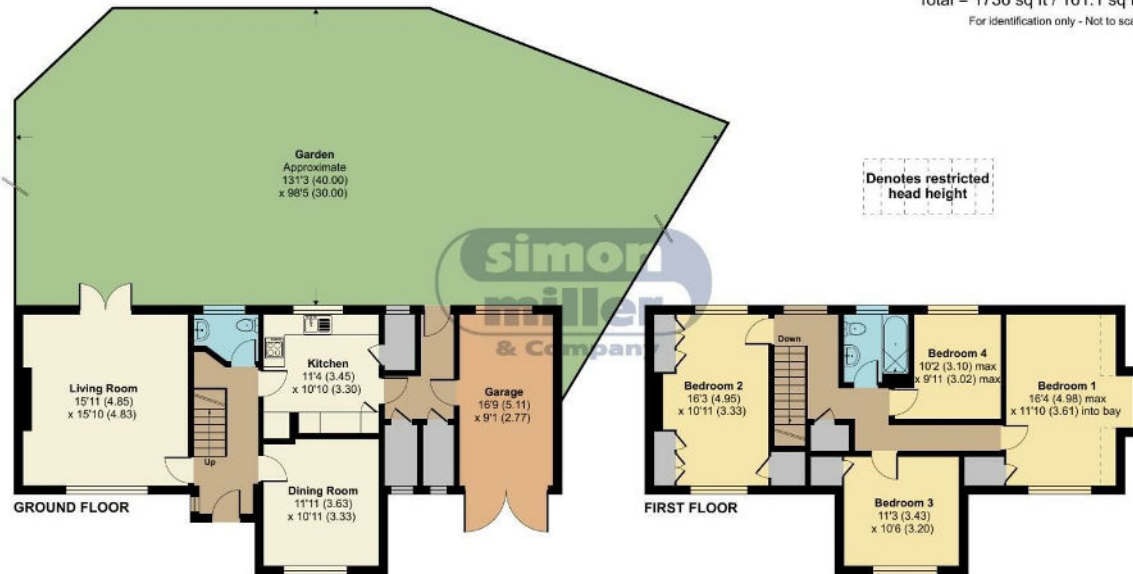 Total = 1736 sq ft / 161.1 sq
For identification only - Not to
Garden
Approximate
131'3 (40.00)
x 98'5 (30.00)
Denotes restricted
head height
simon
miller
& Company
Living Room
15'11 (4.85)
x 15'10 (4.83)
Kitchen
11'4 (3.45)
x 10'10 (3.30)
Garage
16'9 (5.11)
x 9'1 (2.77)
Up
Dining Room
11'11 (3.63)
x 10'11 (3.33)
GROUND FLOOR
Down
Bedroom 2
16'3 (4.95)
x 10'11 (3.33)
Bedroom 4
10'2 (3.10) max
x 9'11 (3.02) max
Bedroom 1
16'4 (4.98) max
x 11'10 (3.61) into bay
Bedroom 3
11'3 (3.43)
x 10'6 (3.20)
FIRST FLOOR